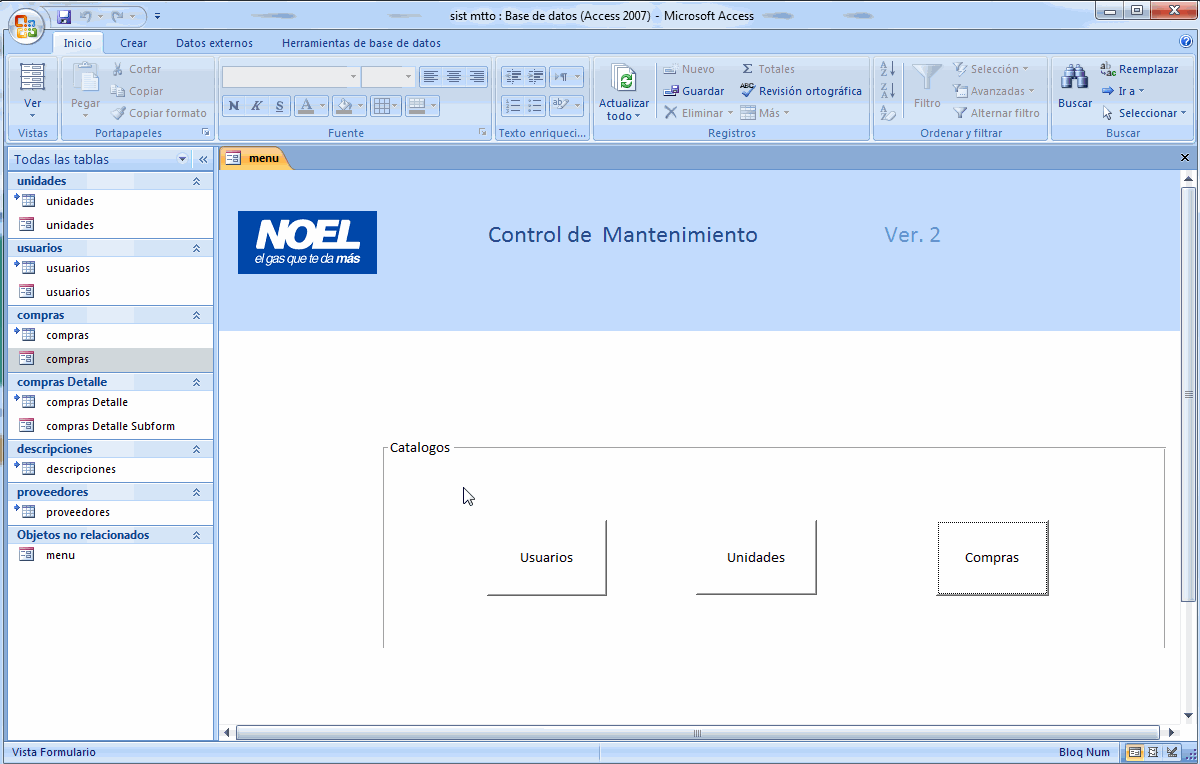 sist mtto : Base de datos (Access 2007) - Microsoft Access
Inicio Crear Datos externos Herramientas de base de datos
Ver
Vistas
Pegar
Cortar
Copiar
Copiar formato
Portapapeles
N K S A
Fuente
Texto enriqueci...
Actualizar todo
Nuevo
Guardar
Eliminar
Totales
Revisión ortográfica
Más
Registros
Filtro
Selección
Avanzadas
Alternar filtro
Ordenar y filtrar
Buscar
Reemplazar
Ir a
Seleccionar
Buscar
Todas las tablas
menu
unidades
unidades
unidades
usuarios
usuarios
usuarios
compras
compras
compras
compras Detalle
compras Detalle
compras Detalle Subform
descripciones
descripciones
proveedores
proveedores
Objetos no relacionados
menu
NOEL
el gas que te da más
Control de Mantenimiento
Ver. 2
Catalogos
Usuarios
Unidades
Compras
Vista Formulario
Bloq Num